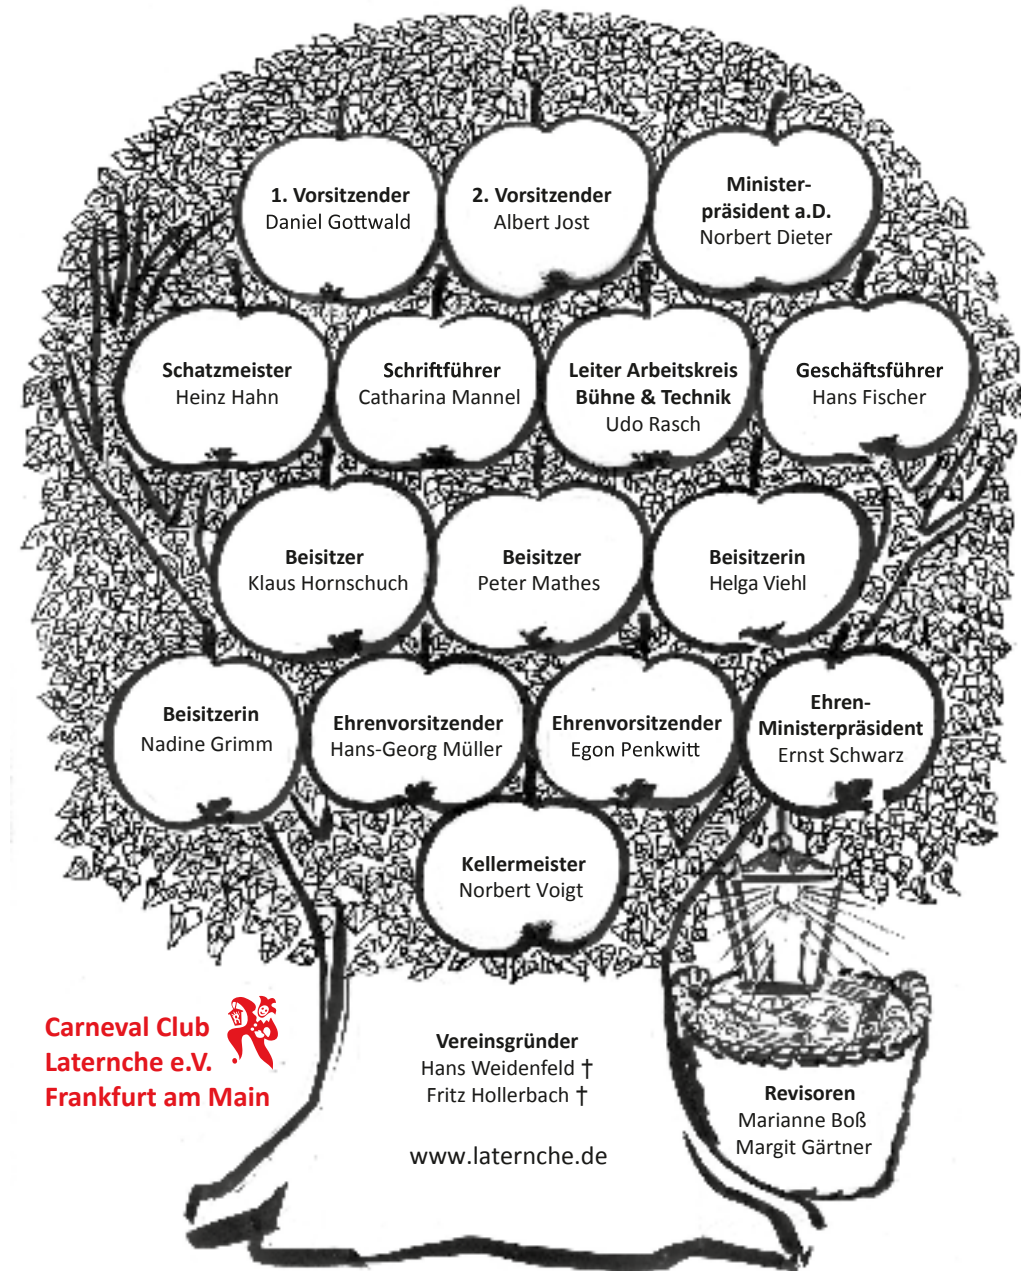 1. Vorsitzender
Daniel Gottwald
2. Vorsitzender
Albert Jost
Minister-
präsident a.D.
Norbert Dieter
Schatzmeister
Heinz Hahn
Schriftführer
Catharina Mannel
Leiter Arbeitskreis
Bühne & Technik
Udo Rasch
Geschäftsführer
Hans Fischer
Beisitzer
Klaus Hornschuch
Beisitzer
Peter Mathes
Beisitzerin
Helga Viehl
Beisitzerin
Nadine Grimm
Ehrenvorsitzender
Hans-Georg Müller
Ehrenvorsitzender
Egon Penkwitt
Ehren-
Ministerpräsident
Ernst Schwarz
Kellermeister
Norbert Voigt
Carneval Club
Laternche e.V.
Frankfurt am Main
Vereinsgründer
Hans Weidenfeld †
Fritz Hollerbach †
www.laternche.de
Revisoren
Marianne Boß
Margit Gärtner